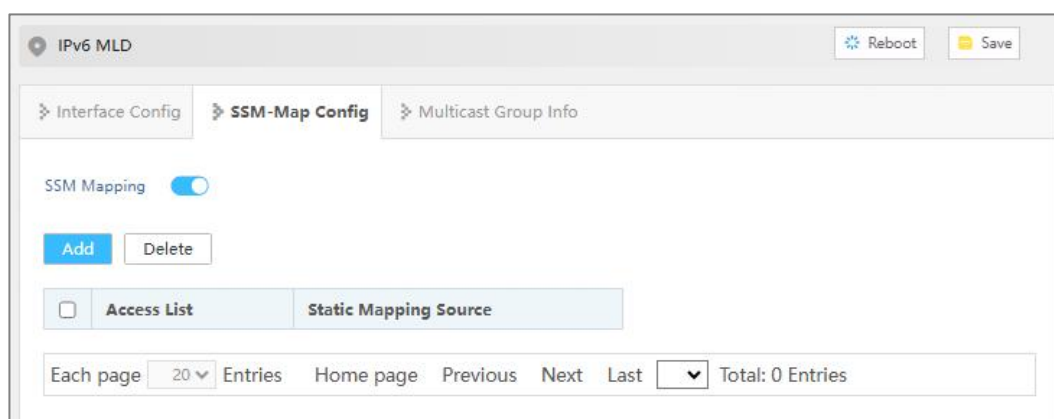 IPv6 MLD Reboot Save
Interface Config SSM-Map Config Multicast Group Info
SSM Mapping
Add Delete
Access List Static Mapping Source
Each page 20 Entries Home page Previous Next Last Total: 0 Entries